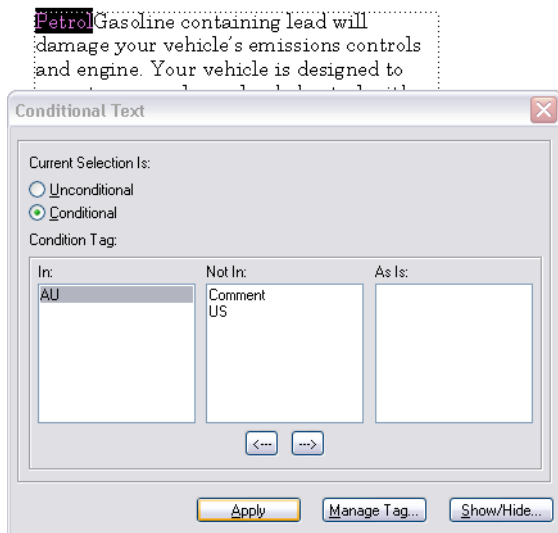 PetrolGasoline containing lead will
damage your vehicle's emissions controls
and engine. Your vehicle is designed to
Conditional Text
Current Selection Is:
Unconditional
Conditional
Condition Tag:
In: Not In: As Is:
AU Comment
US
<--- --->
Apply Manage Tag... Show/Hide...